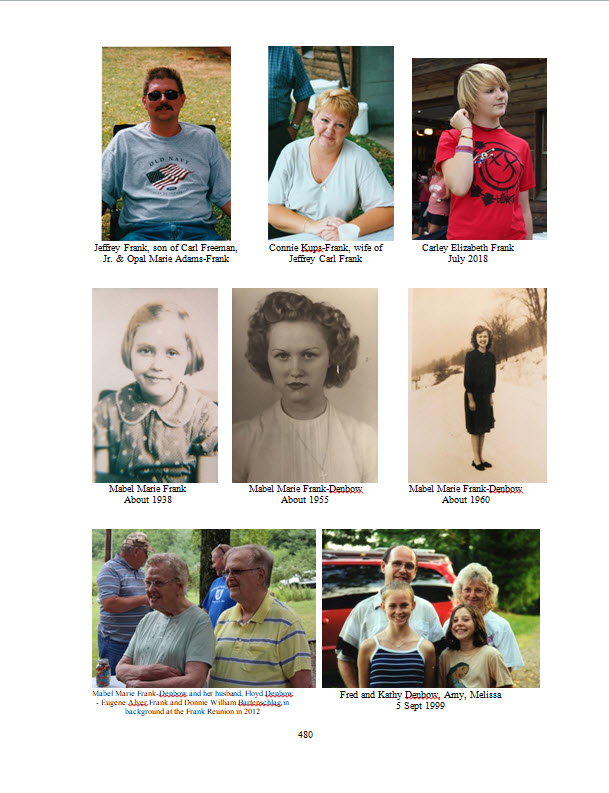 OLD NAVY
Jeffrey Frank, son of Carl Freeman,
Jr. & Opal Marie Adams-Frank
Connie Kups-Frank, wife of
Jeffrey Carl Frank
Carley Elizabeth Frank
July 2018
Mabel Marie Frank
About 1938
Mabel Marie Frank-Denbow
About 1955
Mabel Marie Frank-Denbow
About 1960
Mabel Marie Frank-Denbow and her husband, Floyd Denbow
- Eugene Alver Frank and Donnie William Bartenschlag in
background at the Frank Reunion in 2012
Fred and Kathy Denbow, Amy, Melissa
5 Sept 1999
480